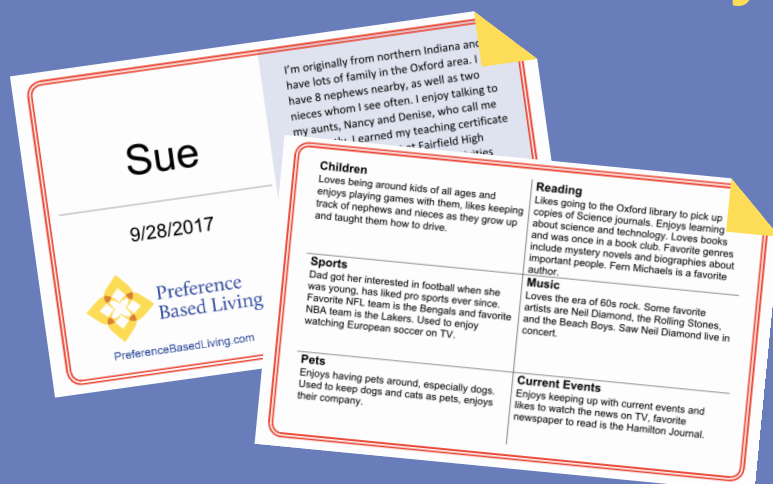 Sue
9/28/2017
Preference
Based Living
PreferenceBasedLiving.com
I'm originally from northern Indiana and
have lots of family in the Oxford area. I
have 8 nephews nearby, as well as two
nieces whom I see often. I enjoy talking to
my aunts, Nancy and Denise, who call me
I earned my teaching certificate
Fairfield High
Children
Loves being around kids of all ages and
enjoys playing games with them, likes keeping
track of nephews and nieces as they grow up
and taught them how to drive.
Sports
Dad got her interested in football when she
was young, has liked pro sports ever since.
Favorite NFL team is the Bengals and favorite
NBA team is the Lakers. Used to enjoy
watching European soccer on TV.
Pets
Enjoys having pets around, especially dogs.
Used to keep dogs and cats as pets, enjoys
their company.
Reading
Likes going to the Oxford library to pick up
copies of Science journals. Enjoys learning
about science and technology. Loves books
and was once in a book club. Favorite genres
include mystery novels and biographies about
important people. Fern Michaels is a favorite
author.
Music
Loves the era of 60s rock. Some favorite
artists are Neil Diamond, the Rolling Stones,
and the Beach Boys. Saw Neil Diamond live in
concert.
Current Events
Enjoys keeping up with current events and
likes to watch the news on TV, favorite
newspaper to read is the Hamilton Journal.